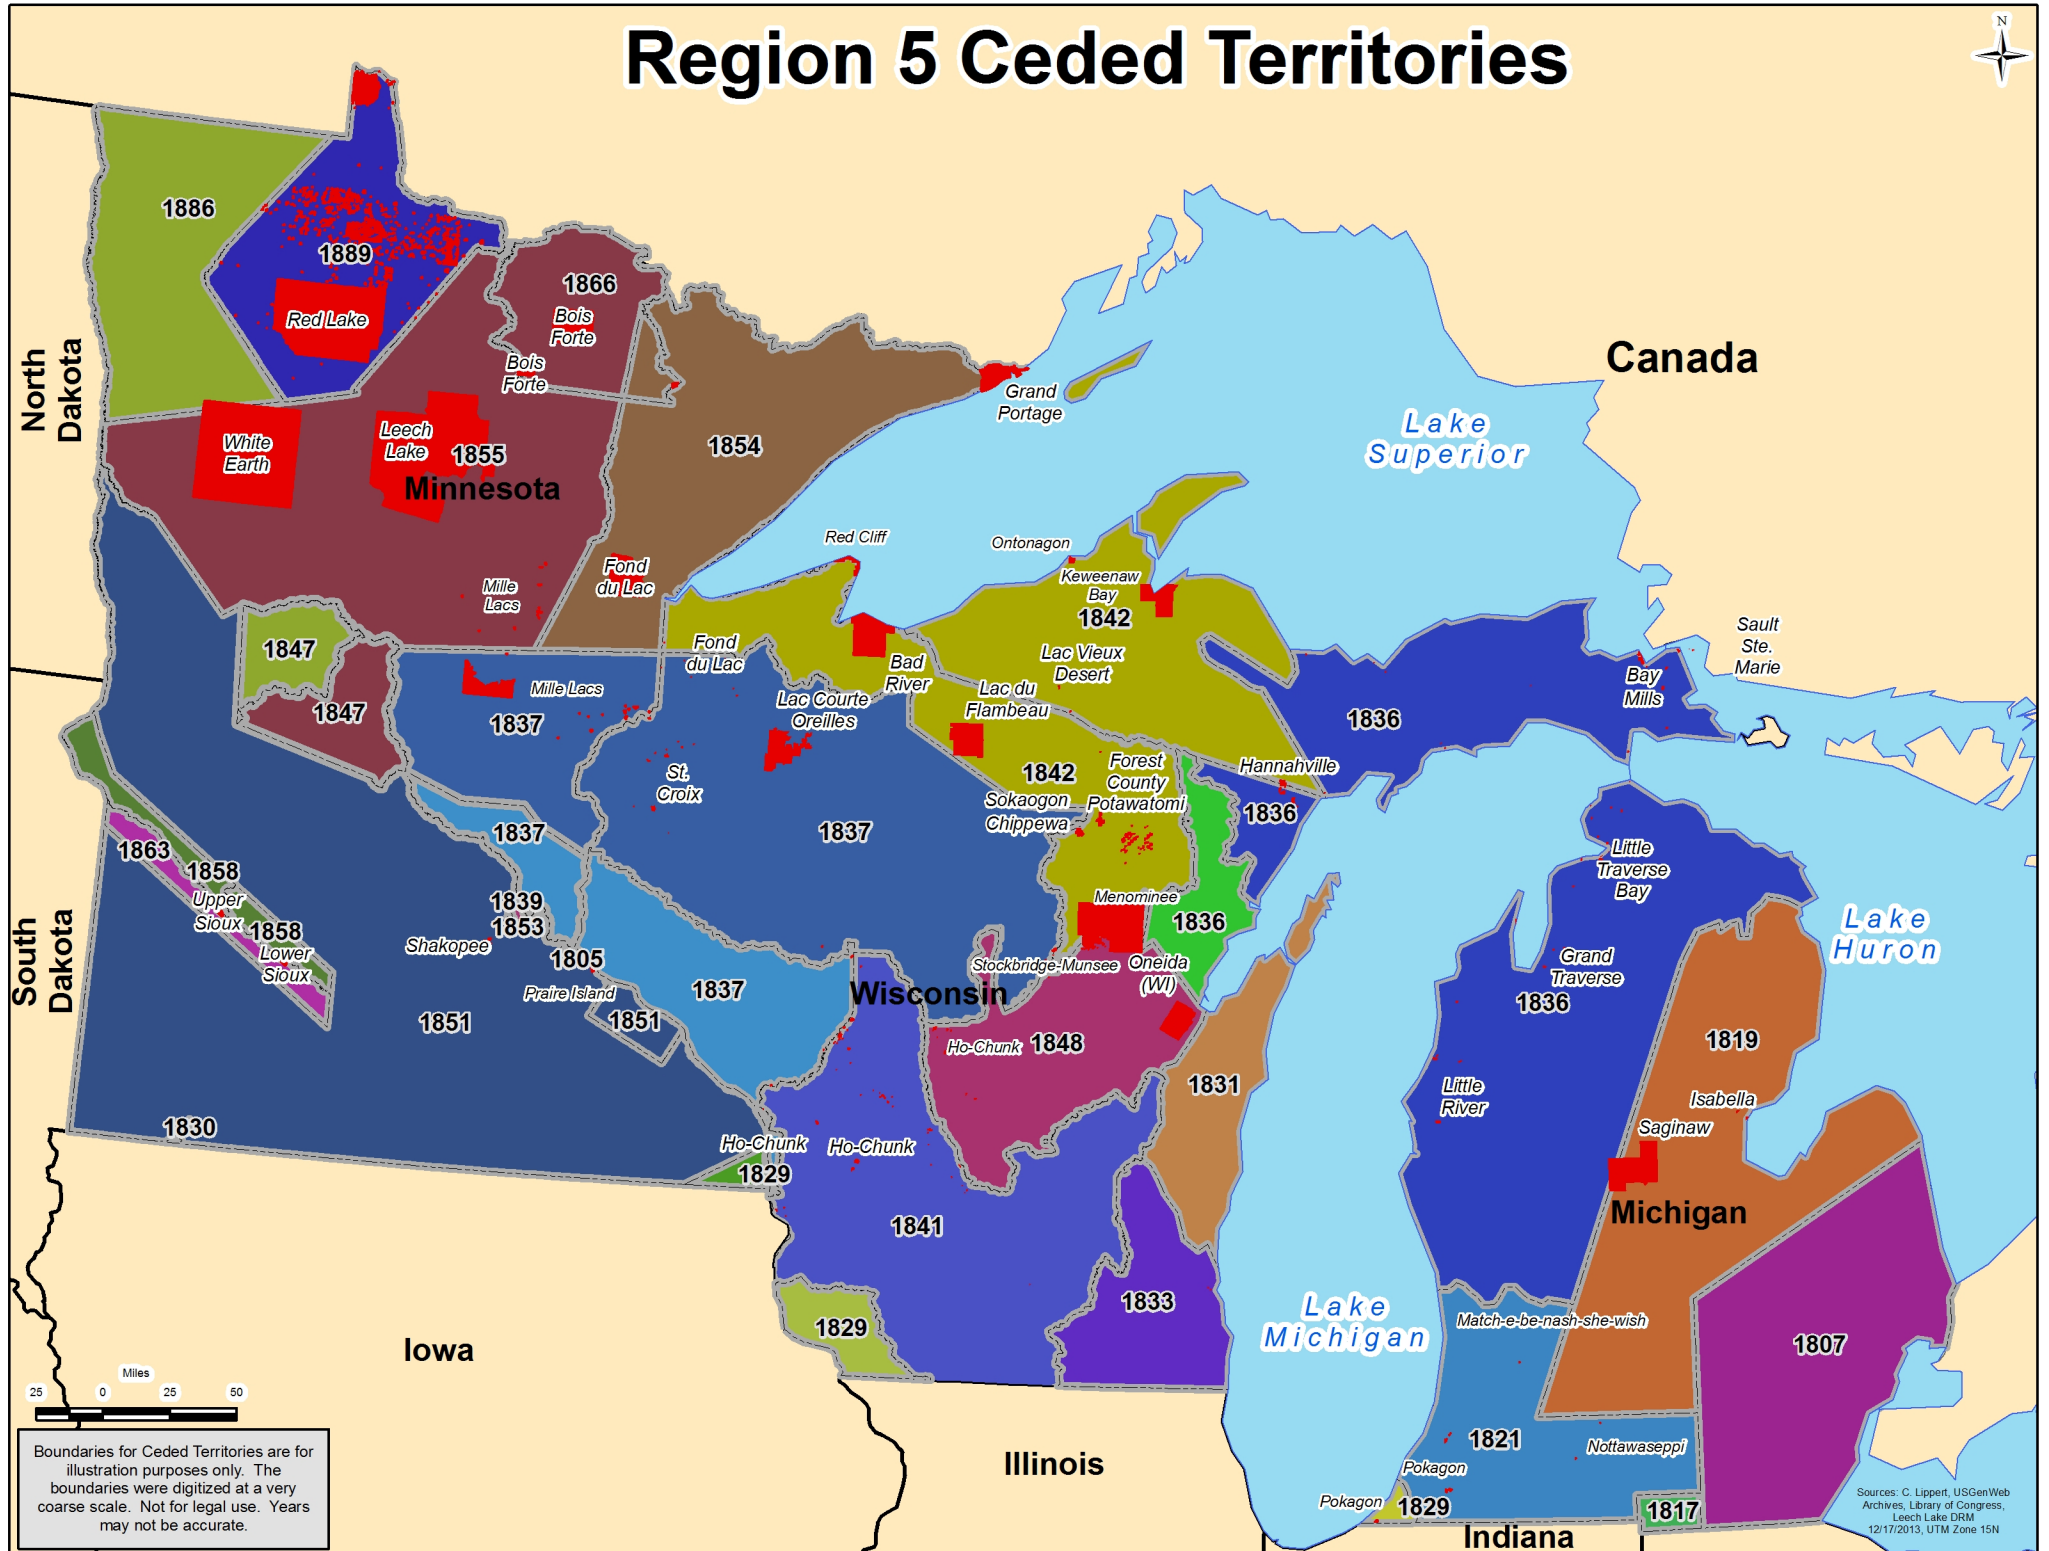 Region 5 Ceded Territories
N
1886
1889
Red Lake
1866
Bois
Forte
Bois
Forte
North
Dakota
White
Earth
Leech
Lake
1855
Minnesota
1854
Grand
Portage
Canada
Lake
Superior
Red Cliff
Ontonagon
Keweenaw
Bay
1842
Fond
du Lac
Mille
Lacs
1847
1847
Mille Lacs
1837
Fond
du Lac
Bad
River
Lac Vieux
Desert
Lac du
Flambeau
Lac Courte
Oreilles
St.
Croix
1837
1842
Forest
County
Potawatomi
Sokaogon
Chippewa
Hannahville
1836
1836
Bay
Mills
Sault
Ste.
Marie
1837
1863
1858
Upper
Sioux
1858
Lower
Sioux
1839
1853
Shakopee
1805
Praire Island
1851
1851
1837
Menominee
1836
Stockbridge-Munsee
Oneida
(WI)
Wisconsin
Ho-Chunk
1848
1831
Little
Traverse
Bay
Grand
Traverse
1836
Lake
Huron
1819
Little
River
Isabella
Saginaw
Michigan
South
Dakota
1830
Ho-Chunk
1829
Ho-Chunk
1841
1829
1833
Lake
Michigan
Match-e-be-nash-she-wish
1807
1821
Nottawaseppi
Pokagon
Pokagon
1829
1817
Iowa
Illinois
Indiana
Miles
25 0 25 50
Boundaries for Ceded Territories are for
illustration purposes only. The
boundaries were digitized at a very
coarse scale. Not for legal use. Years
may not be accurate.
Sources: C. Lippert, USGenWeb
Archives, Library of Congress,
Leech Lake DRM
12/17/2013, UTM Zone 15N